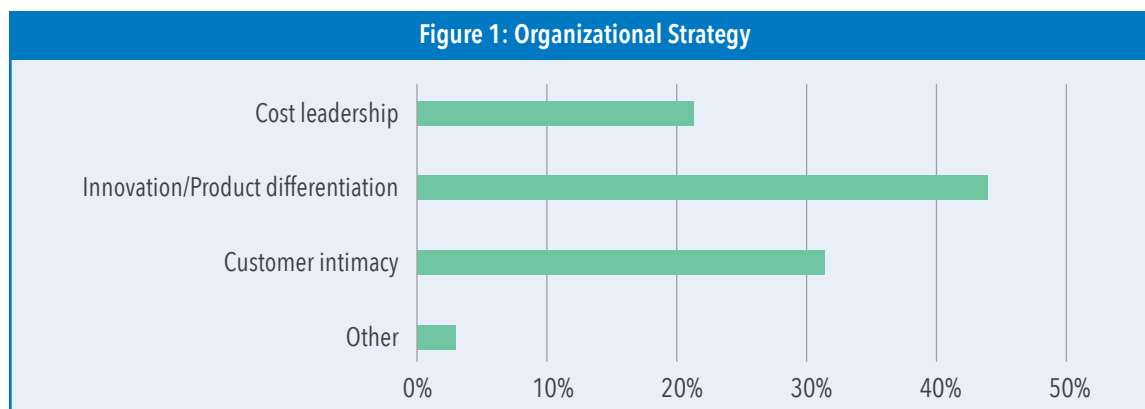 Figure 1: Organizational Strategy
Cost leadership
Innovation/Product differentiation
Customer intimacy
Other
0% 10% 20% 30% 40% 50%